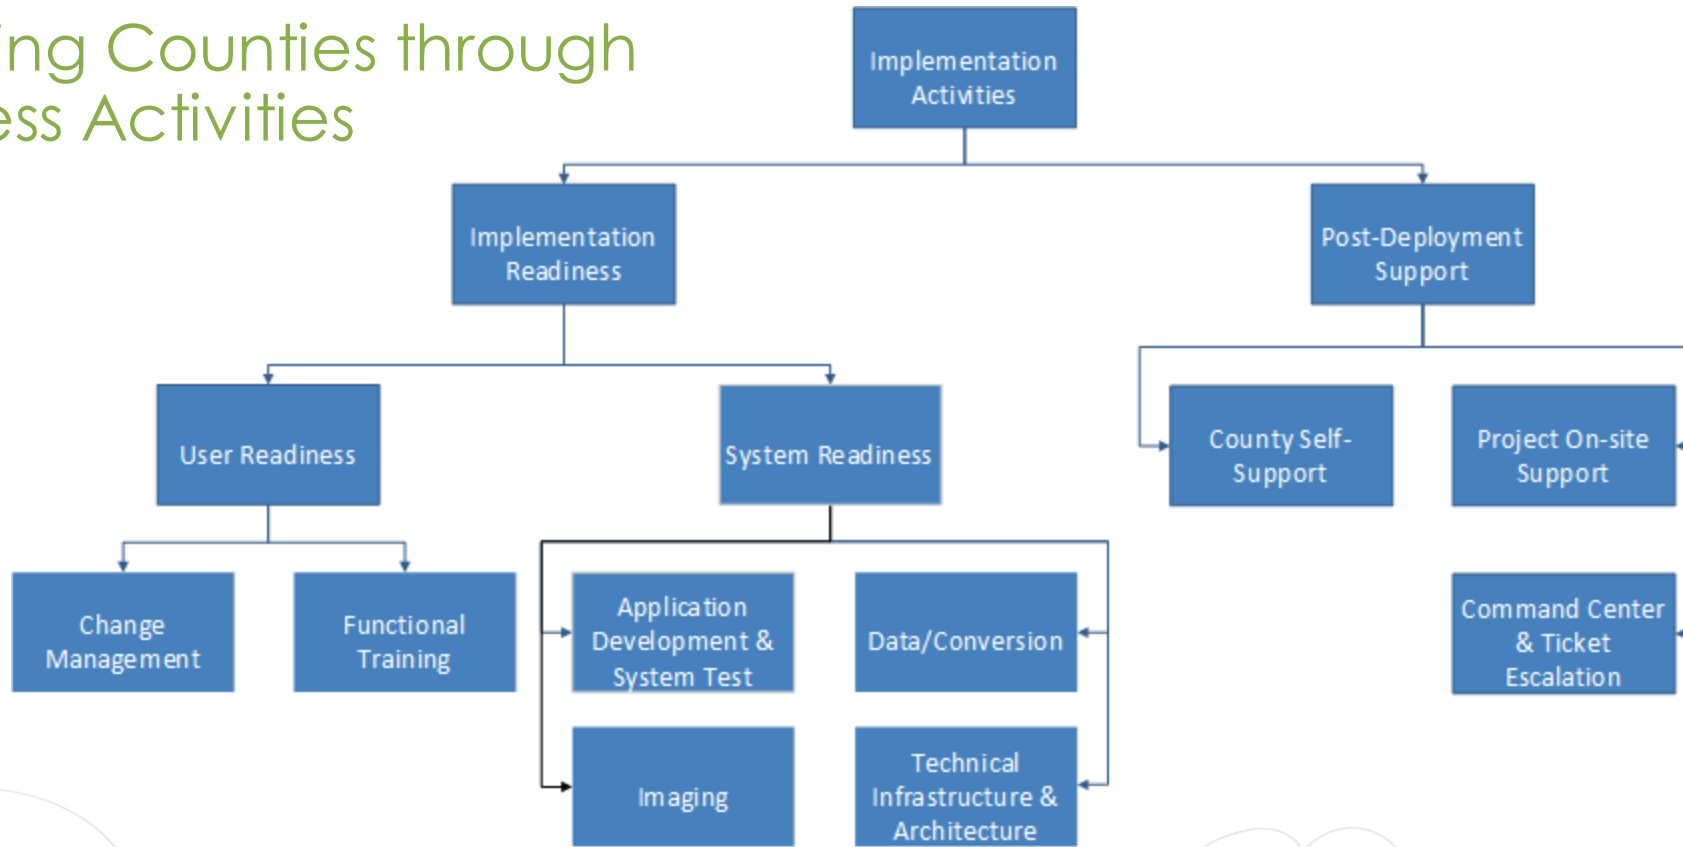 ing Counties through
ess Activities
Implementation
Activities
Implementation
Readiness
Post-Deployment
Support
User Readiness
System Readiness
County Self-
Support
Project On-site
Support
Change
Management
Functional
Training
Application
Development &
System Test
Data/Conversion
Command Center
& Ticket
Escalation
Imaging
Technical
Infrastructure &
Architecture